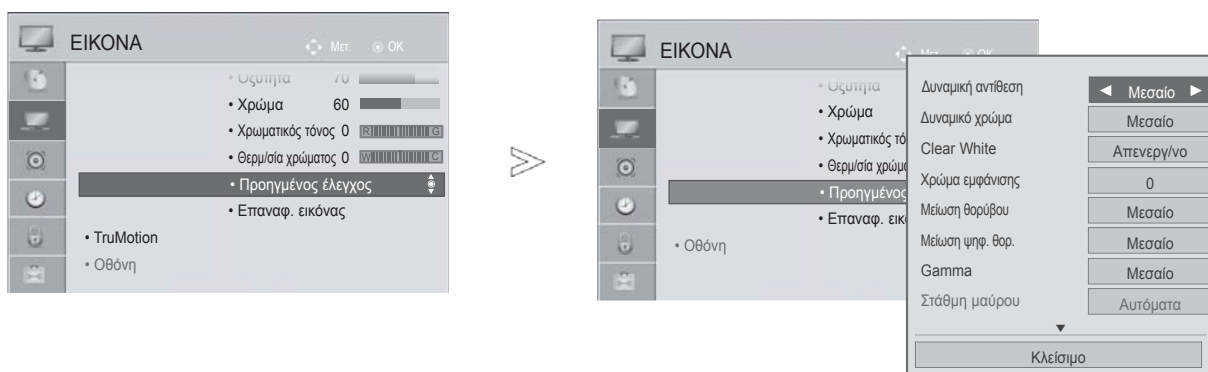 ΕΙΚΟΝΑ
Μετ. OK
• Οξύτητα 70
• Χρώμα 60
• Χρωματικός τόνος 0 R G
• Θερμ/σία χρώματος 0 W C
• Προηγμένος έλεγχος
• Επαναφ. εικόνας
• TruMotion
• Οθόνη
ΕΙΚΟΝΑ
Μετ. OK
• Οξύτητα
• Χρώμα
• Χρωματικός τό
• Θερμ/σία χρώμα
• Προηγμένος
• Επαναφ. εικ
• Οθόνη
Δυναμική αντίθεση ◄ Μεσαίο ►
Δυναμικό χρώμα Μεσαίο
Clear White Απενεργ/νο
Χρώμα εμφάνισης 0
Μείωση θορύβου Μεσαίο
Μείωση ψηφ. θορ. Μεσαίο
Gamma Μεσαίο
Στάθμη μαύρου Αυτόματα
▼
Κλείσιμο